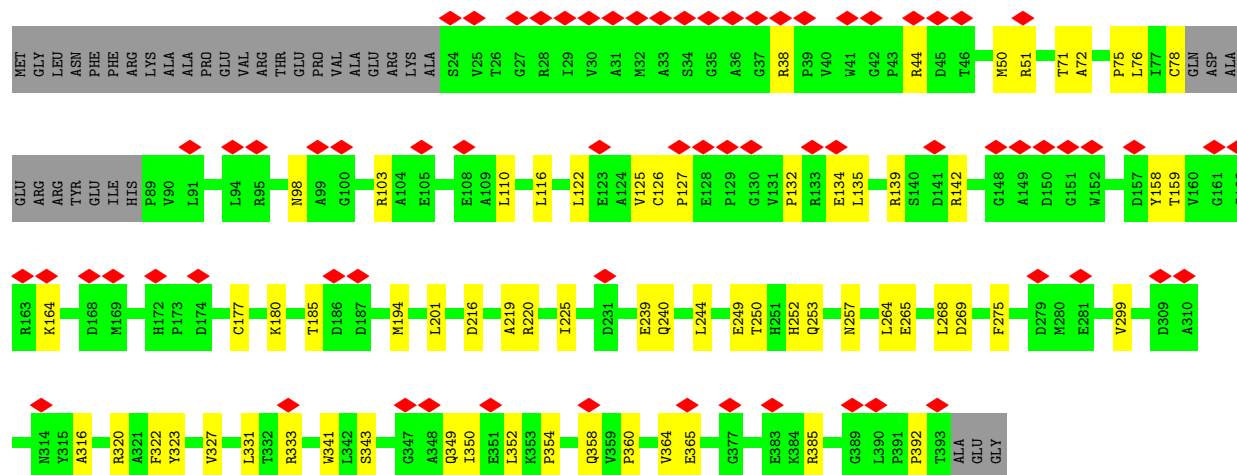 MET GLY LEU ASN PHE PHE ARG LYS ALA ALA PRO GLU VAL ARG THR GLU PRO VAL ALA GLU ARG LYS ALA S24 V25 T26 G27 R28 I29 V30 A31 M32 A33 S34 G35 A36 G37 R38 P39 V40 W41 G42 P43 R44 D45 T46 M50 R51 T71 A72 P75 L76 I77 C78 GLN ASP ALA
GLU ARG ARG TYR GLU ILE HIS P89 V90 L91 L94 R95 N98 A99 G100 R103 A104 E105 E108 A109 L110 L116 L122 E123 A124 V125 C126 P127 E128 P129 G130 V131 P132 R133 E134 L135 R139 S140 D141 R142 G148 A149 D150 G151 W152 D157 Y158 T159 V160 G161
R163 K164 D168 M169 H172 D173 D174 C177 K180 T185 D186 D187 M194 L201 D216 A219 R220 I225 D231 E239 Q240 L244 E249 T250 H251 H252 Q253 N257 L264 E265 L268 D269 F275 D279 M280 E281 V299 D309 A310
N314 Y315 A316 R320 A321 F322 Y323 V327 L331 T332 R333 W341 L342 S343 G347 A348 Q349 I350 E351 L352 K353 P354 Q358 V359 P360 V364 E365 G377 E383 K384 R385 G389 L390 P391 P392 T393 ALA GLU GLY